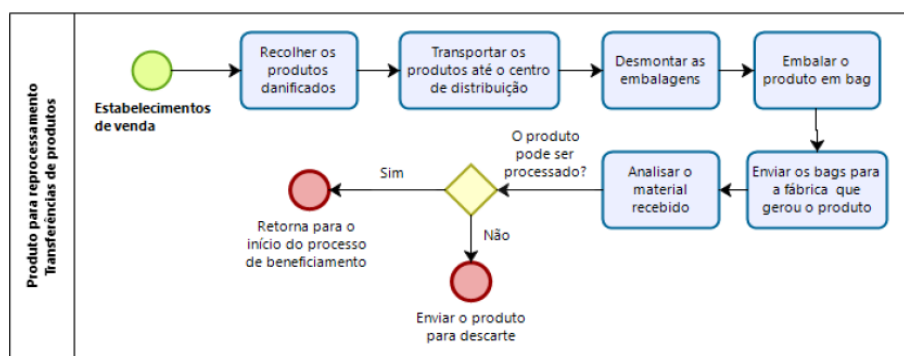 Produto para reprocessamento
Transferências de produtos
Estabelecimentos
de venda
Recolher os
produtos
danificados
Transportar os
produtos até o centro
de distribuição
Desmontar as
embalagens
Embalar o
produto em bag
Enviar os bags para
a fábrica que
gerou o produto
Analisar o
material
recebido
O produto
pode ser
processado?
Sim
Retorna para o
início do processo
de beneficiamento
Não
Enviar o produto
para descarte